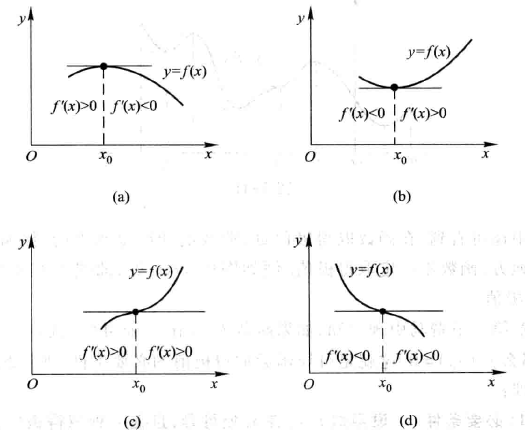 y
y=f(x)
f′(x)>0 f′(x)<0
O x₀ x
(a)
y
y=f(x)
f′(x)<0 f′(x)>0
O x₀ x
(b)
y
y=f(x)
f′(x)>0 f′(x)>0
O x₀ x
(c)
y
y=f(x)
f′(x)<0 f′(x)<0
O x₀ x
(d)